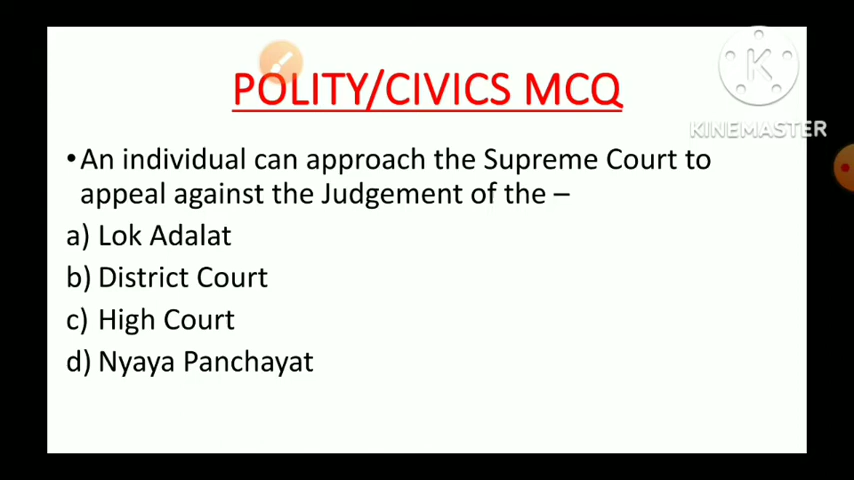 POLITY/CIVICS MCQ
K
KINEMASTER
•An individual can approach the Supreme Court to
appeal against the Judgement of the –
a) Lok Adalat
b) District Court
c) High Court
d) Nyaya Panchayat